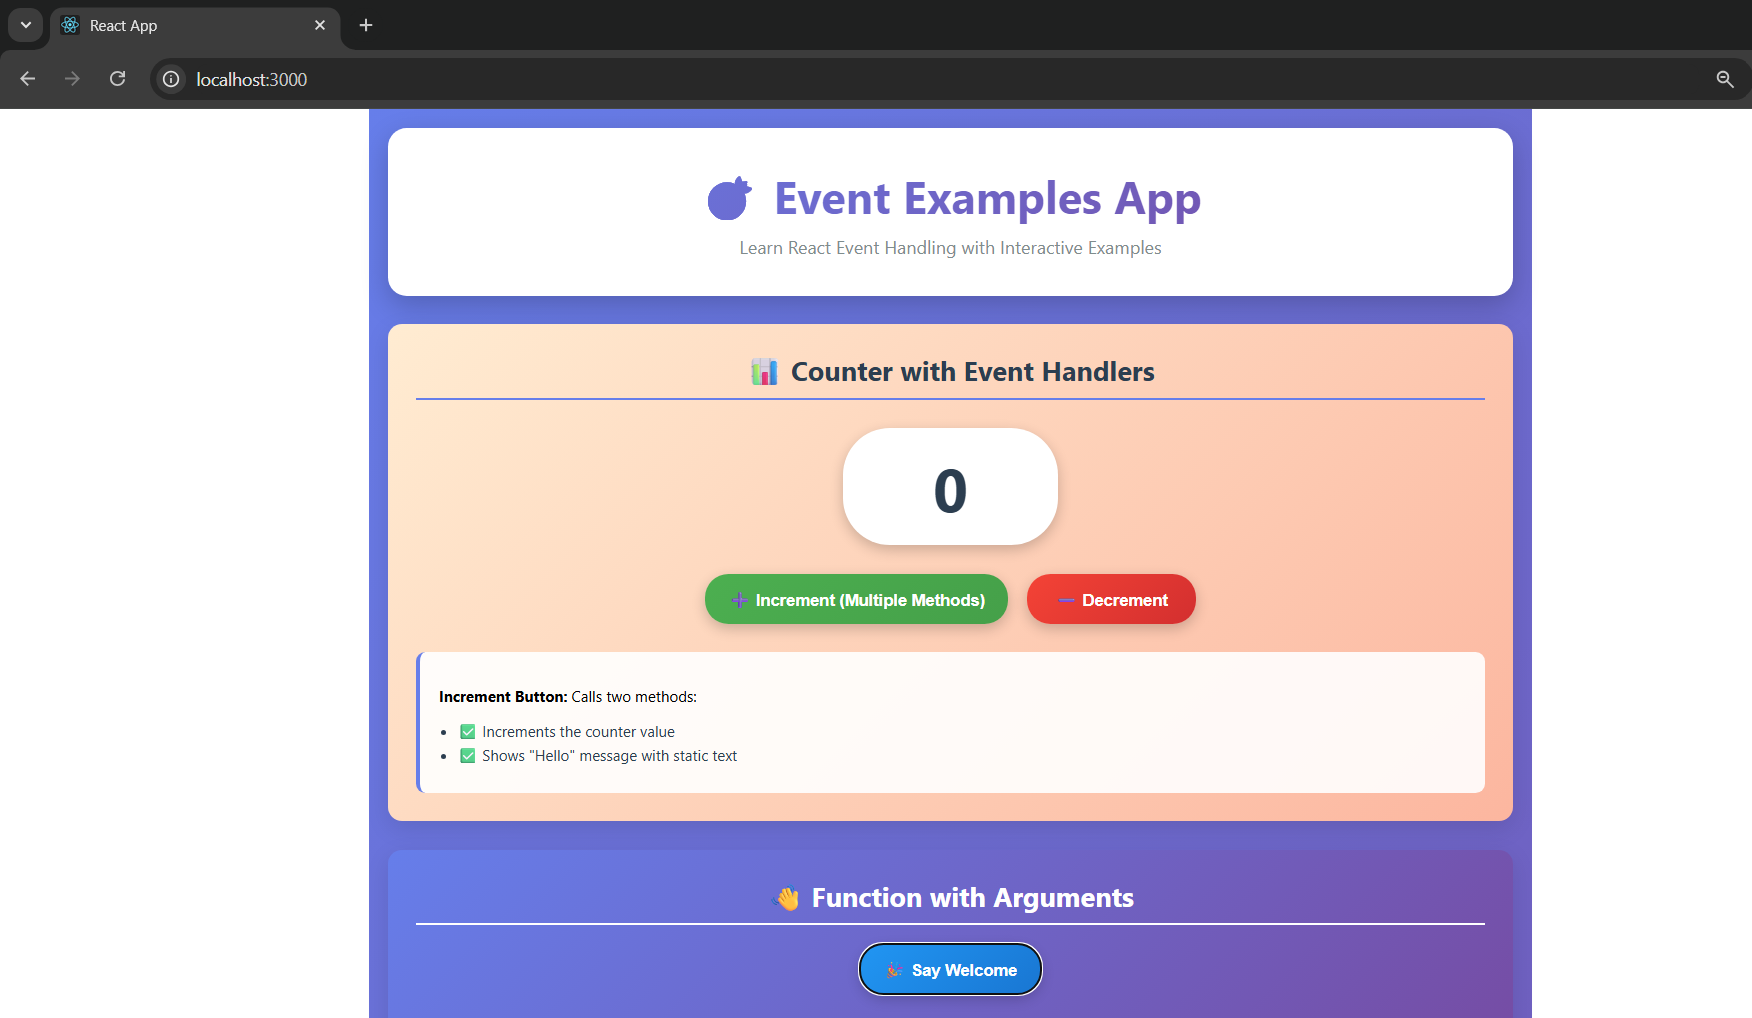 React App
localhost:3000
Event Examples App
Learn React Event Handling with Interactive Examples
Counter with Event Handlers
0
Increment (Multiple Methods)
Decrement
Increment Button: Calls two methods:
Increments the counter value
Shows "Hello" message with static text
Function with Arguments
Say Welcome